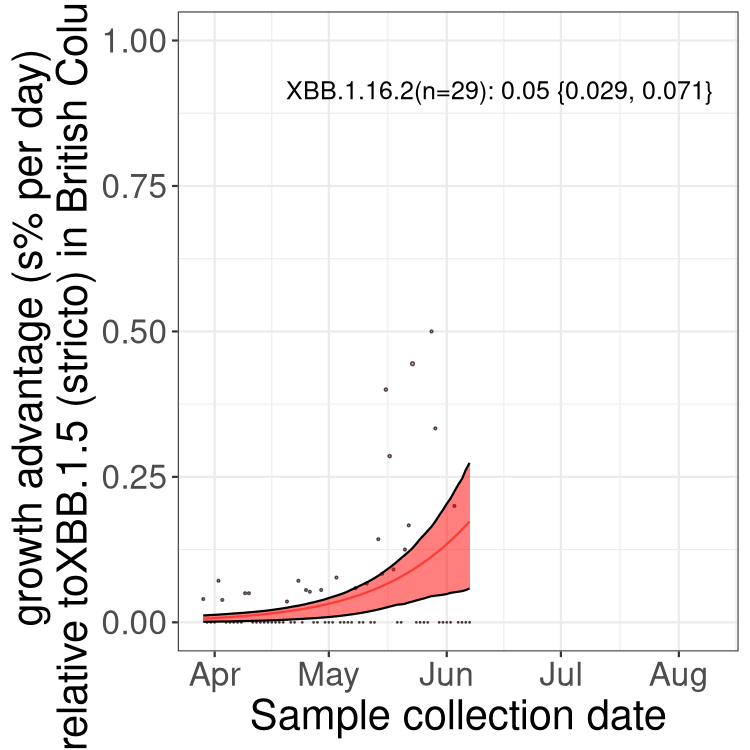 growth advantage (s% per day)
relative toXBB.1.5 (stricto) in British Colu
1.00
0.75
0.50
0.25
0.00
XBB.1.16.2(n=29): 0.05 {0.029, 0.071}
Apr May Jun Jul Aug
Sample collection date